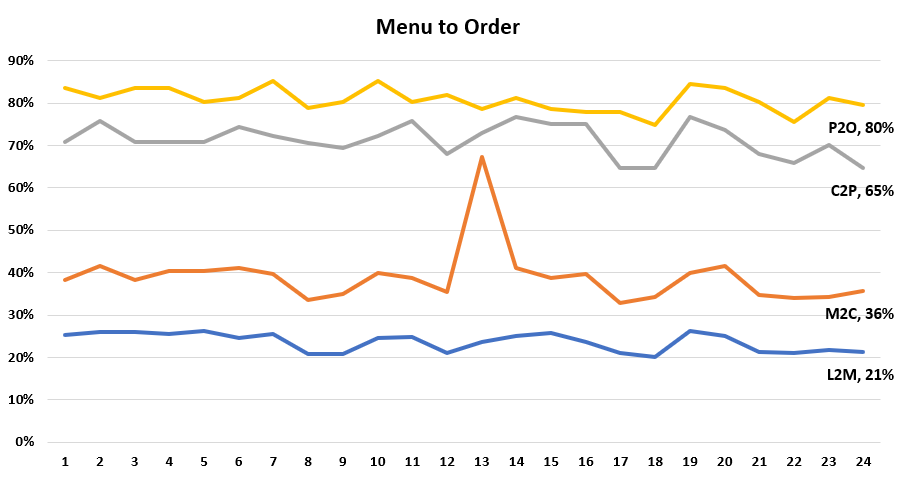 Menu to Order
90%
80%
70%
60%
50%
40%
30%
20%
10%
0%
P2O, 80%
C2P, 65%
M2C, 36%
L2M, 21%
1 2 3 4 5 6 7 8 9 10 11 12 13 14 15 16 17 18 19 20 21 22 23 24